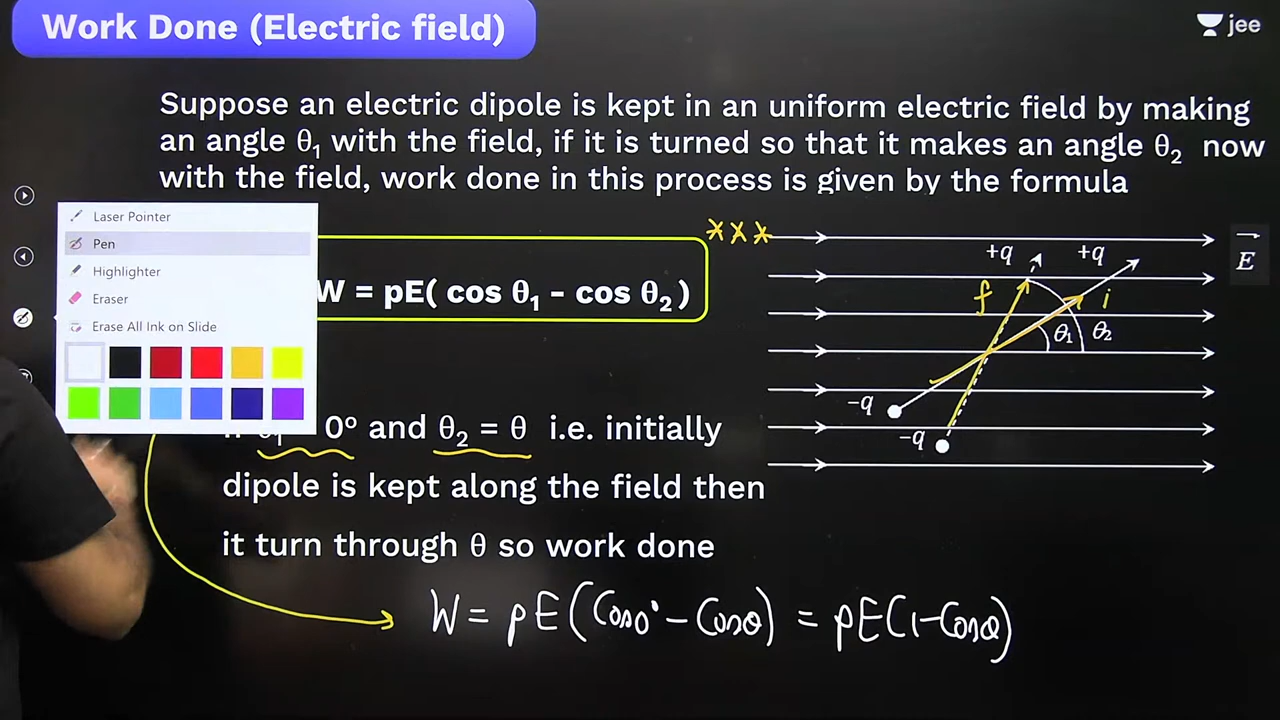 Work Done (Electric field)
jee
Suppose an electric dipole is kept in an uniform electric field by making
an angle θ₁ with the field, if it is turned so that it makes an angle θ₂ now
with the field, work done in this process is given by the formula
Laser Pointer
Pen
Highlighter
Eraser
Erase All Ink on Slide
W = pE( cos θ₁ - cos θ₂ )
***
E
+q +q
f i
θ₁ θ₂
-q
-q
0° and θ₂ = θ i.e. initially
dipole is kept along the field then
it turn through θ so work done
W = pE(Cos0° - Cosθ) = pE(1-Cosθ)